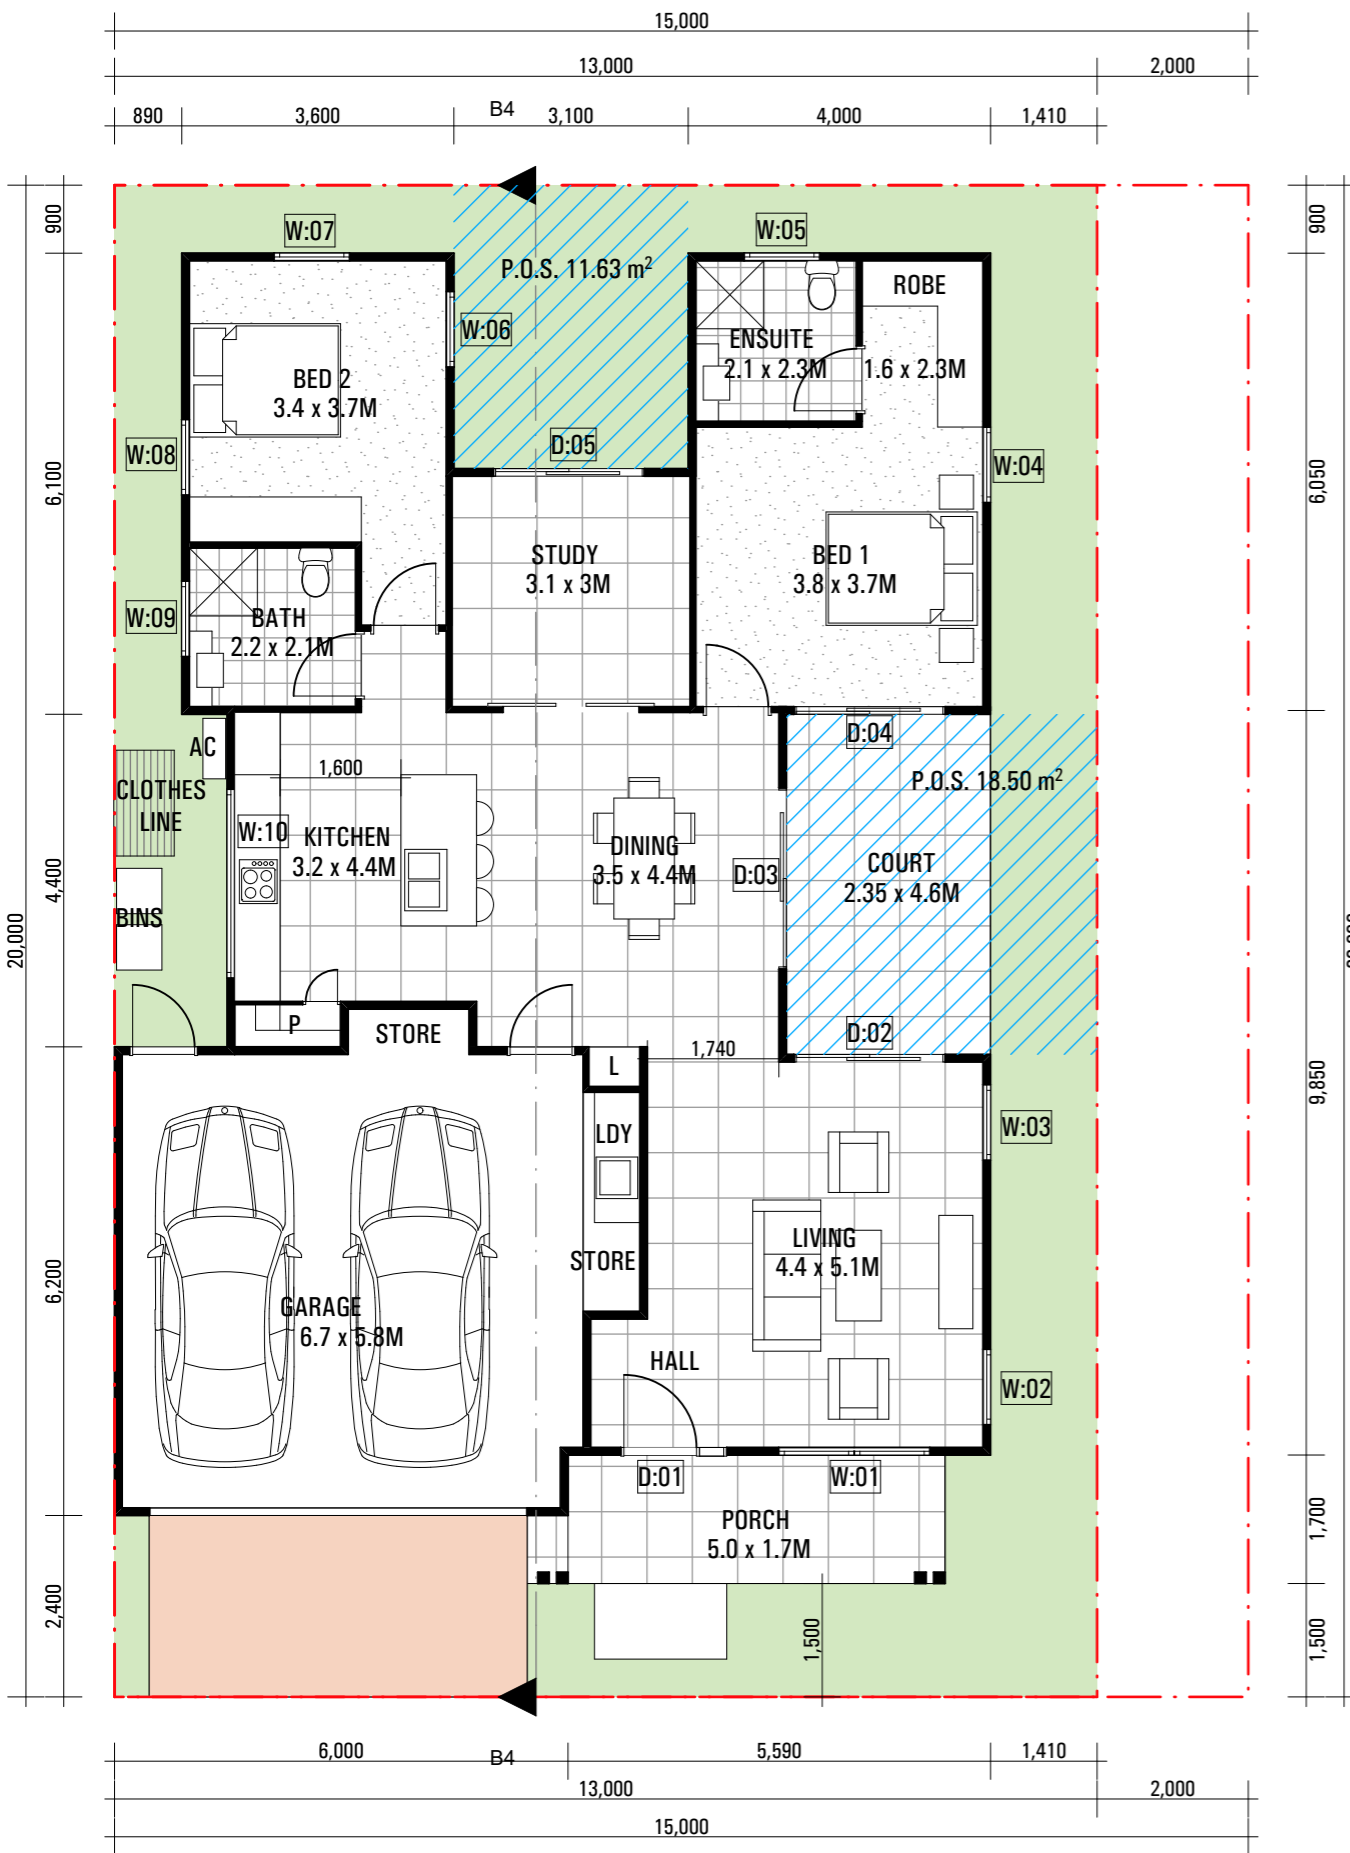 15,000
13,000
2,000
890
3,600
B4
3,100
4,000
1,410
900
900
W:07
W:05
P.O.S. 11.63 m²
ROBE
W:06
ENSUITE
2.1 x 2.3M
1.6 x 2.3M
BED 2
3.4 x 3.7M
D:05
W:08
W:04
6,100
6,050
STUDY
3.1 x 3M
BED 1
3.8 x 3.7M
W:09
BATH
2.2 x 2.1M
AC
D:04
1,600
P.O.S. 18.50 m²
CLOTHES
LINE
W:10
KITCHEN
3.2 x 4.4M
DINING
3.5 x 4.4M
D:03
COURT
2.35 x 4.6M
4,400
20,000
BINS
P
STORE
D:02
1,740
L
9,850
LDY
W:03
LIVING
4.4 x 5.1M
STORE
6,200
GARAGE
6.7 x 5.8M
HALL
W:02
D:01
W:01
PORCH
5.0 x 1.7M
1,700
2,400
1,500
1,500
6,000
B4
5,590
1,410
13,000
2,000
15,000